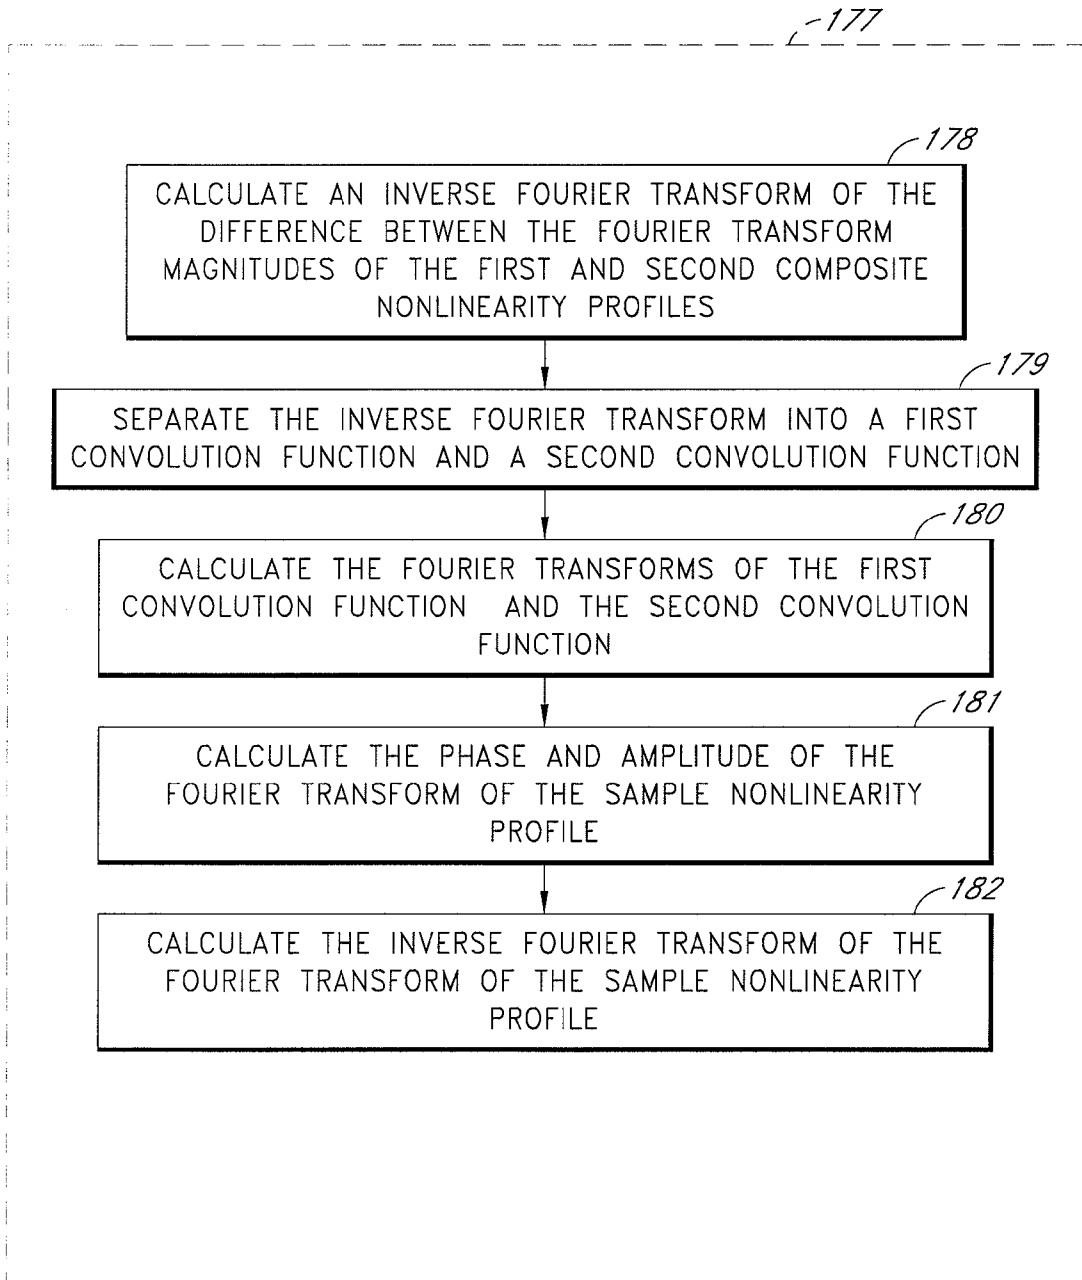 177
178
CALCULATE AN INVERSE FOURIER TRANSFORM OF THE
DIFFERENCE BETWEEN THE FOURIER TRANSFORM
MAGNITUDES OF THE FIRST AND SECOND COMPOSITE
NONLINEARITY PROFILES
179
SEPARATE THE INVERSE FOURIER TRANSFORM INTO A FIRST
CONVOLUTION FUNCTION AND A SECOND CONVOLUTION FUNCTION
180
CALCULATE THE FOURIER TRANSFORMS OF THE FIRST
CONVOLUTION FUNCTION AND THE SECOND CONVOLUTION
FUNCTION
181
CALCULATE THE PHASE AND AMPLITUDE OF THE
FOURIER TRANSFORM OF THE SAMPLE NONLINEARITY
PROFILE
182
CALCULATE THE INVERSE FOURIER TRANSFORM OF THE
FOURIER TRANSFORM OF THE SAMPLE NONLINEARITY
PROFILE